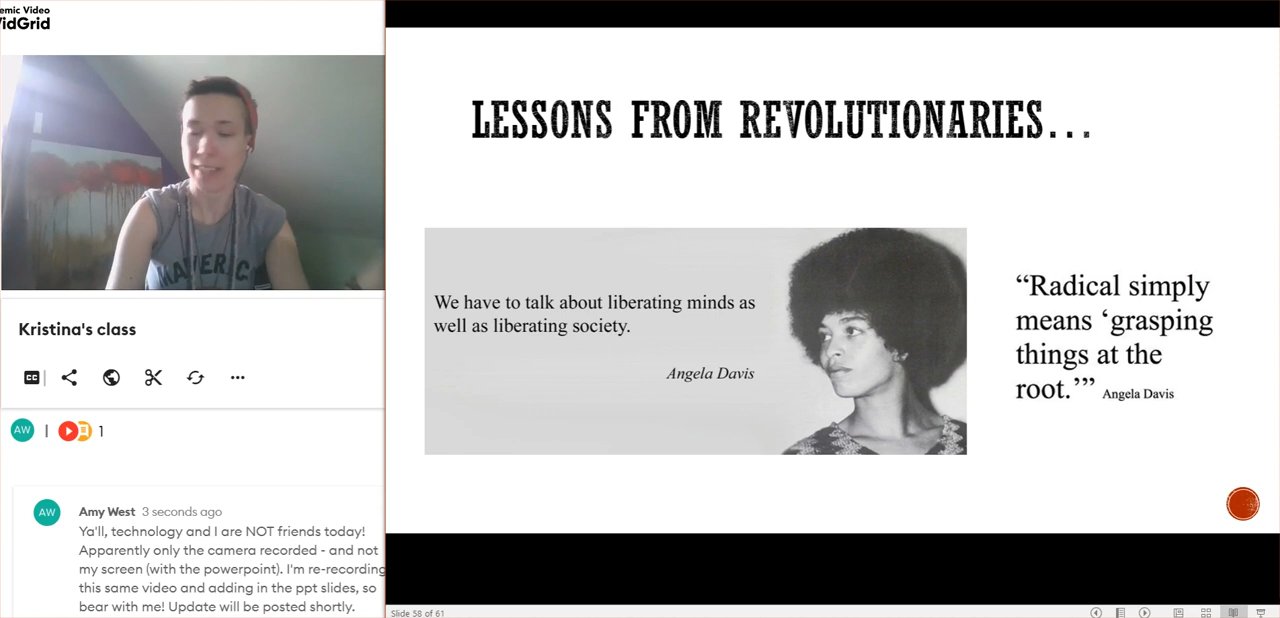 emic Video
VidGrid
MAVERIC
Kristina's class
CC
AW
1
AW
Amy West 3 seconds ago
Ya'll, technology and I are NOT friends today!
Apparently only the camera recorded - and not
my screen (with the powerpoint). I'm re-recording
this same video and adding in the ppt slides, so
bear with me! Update will be posted shortly.
LESSONS FROM REVOLUTIONARIES...
We have to talk about liberating minds as
well as liberating society.
Angela Davis
“Radical simply
means ‘grasping
things at the
root.’” Angela Davis
Slide 58 of 61